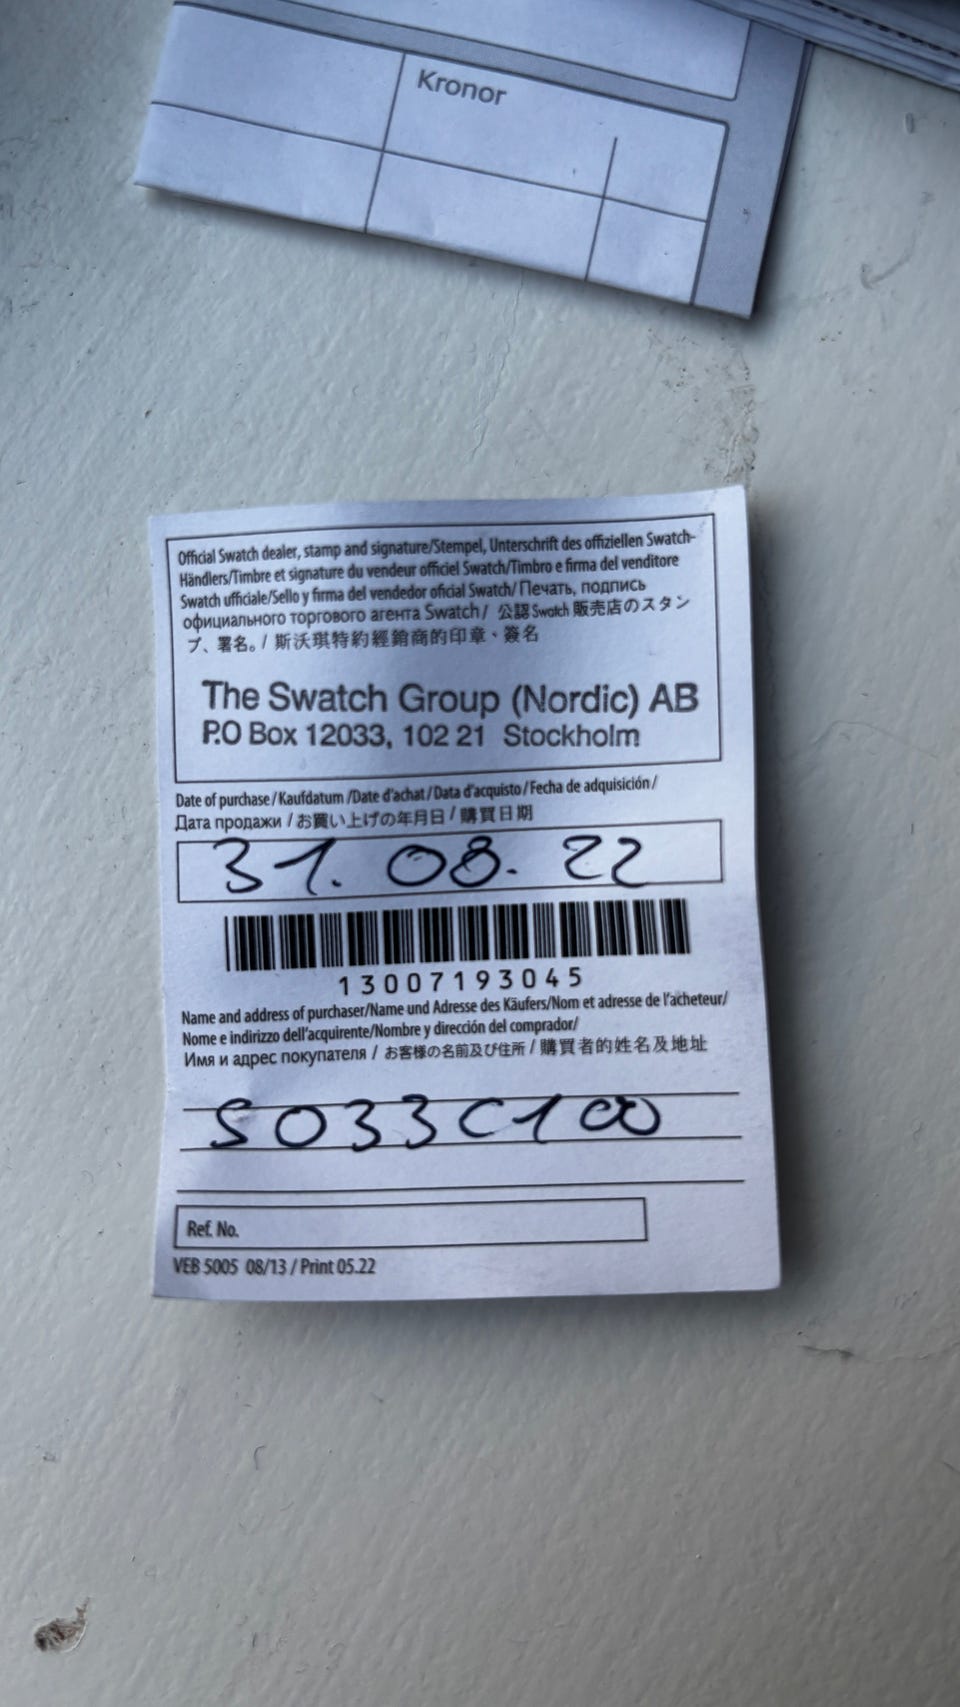 Kronor
Official Swatch dealer, stamp and signature/Stempel, Unterschrift des offiziellen Swatch-
Händlers/Timbre et signature du vendeur officiel Swatch/Timbro e firma del venditore
Swatch ufficiale/Sello y firma del vendedor oficial Swatch/Печать, подпись
официального торгового агента Swatch/ 公認 Swatch 販売店のスタン
プ、署名。/ 斯沃琪特約經銷商的印章、簽名
The Swatch Group (Nordic) AB
P.O Box 12033, 102 21 Stockholm
Date of purchase/Kaufdatum/Date d'achat/Data d'acquisto/Fecha de adquisición/
Дата продажи / お買い上げの年月日 / 購買日期
31. 08. 22
13007193045
Name and address of purchaser/Name und Adresse des Käufers/Nom et adresse de l'acheteur/
Nome e indirizzo dell'acquirente/Nombre y dirección del comprador/
Имя и адрес покупателя / お客様の名前及び住所 / 購買者的姓名及地址
SO33C100
Ref. No.
VEB 5005 08/13 / Print 05.22